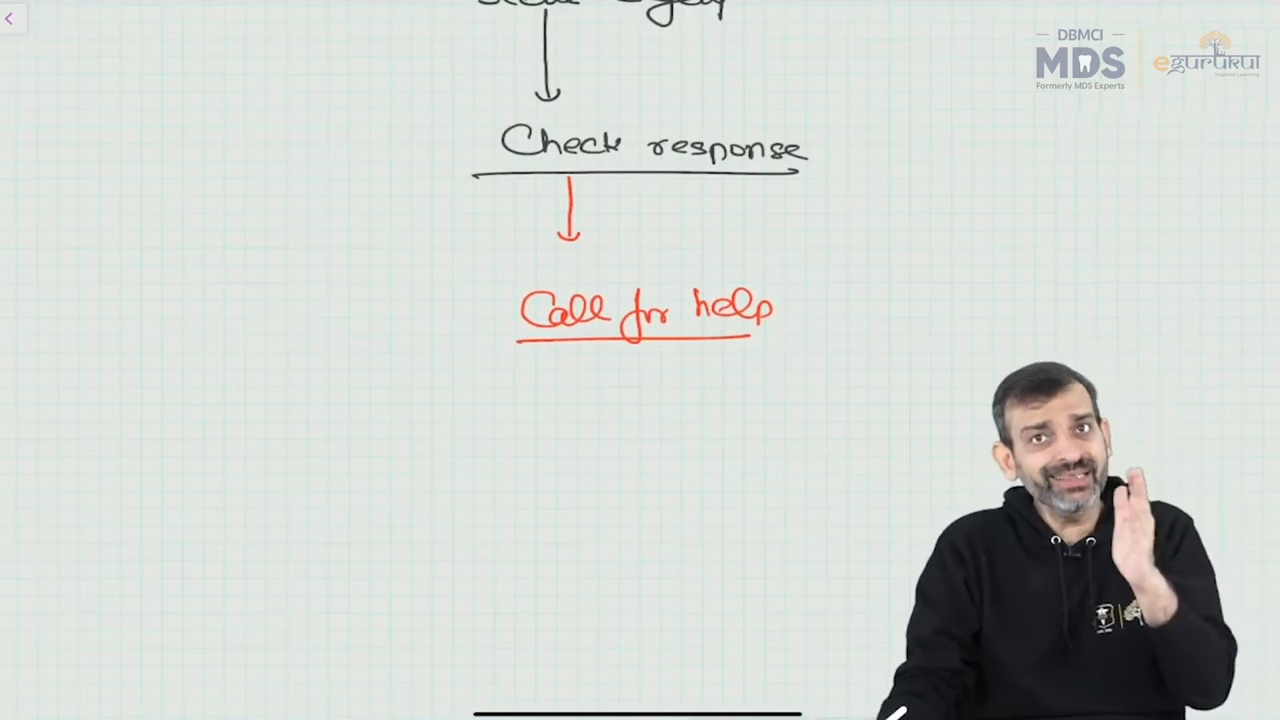 Check response
Call for help
DBMCI
MDS
Formerly MDS Experts
eGurukul